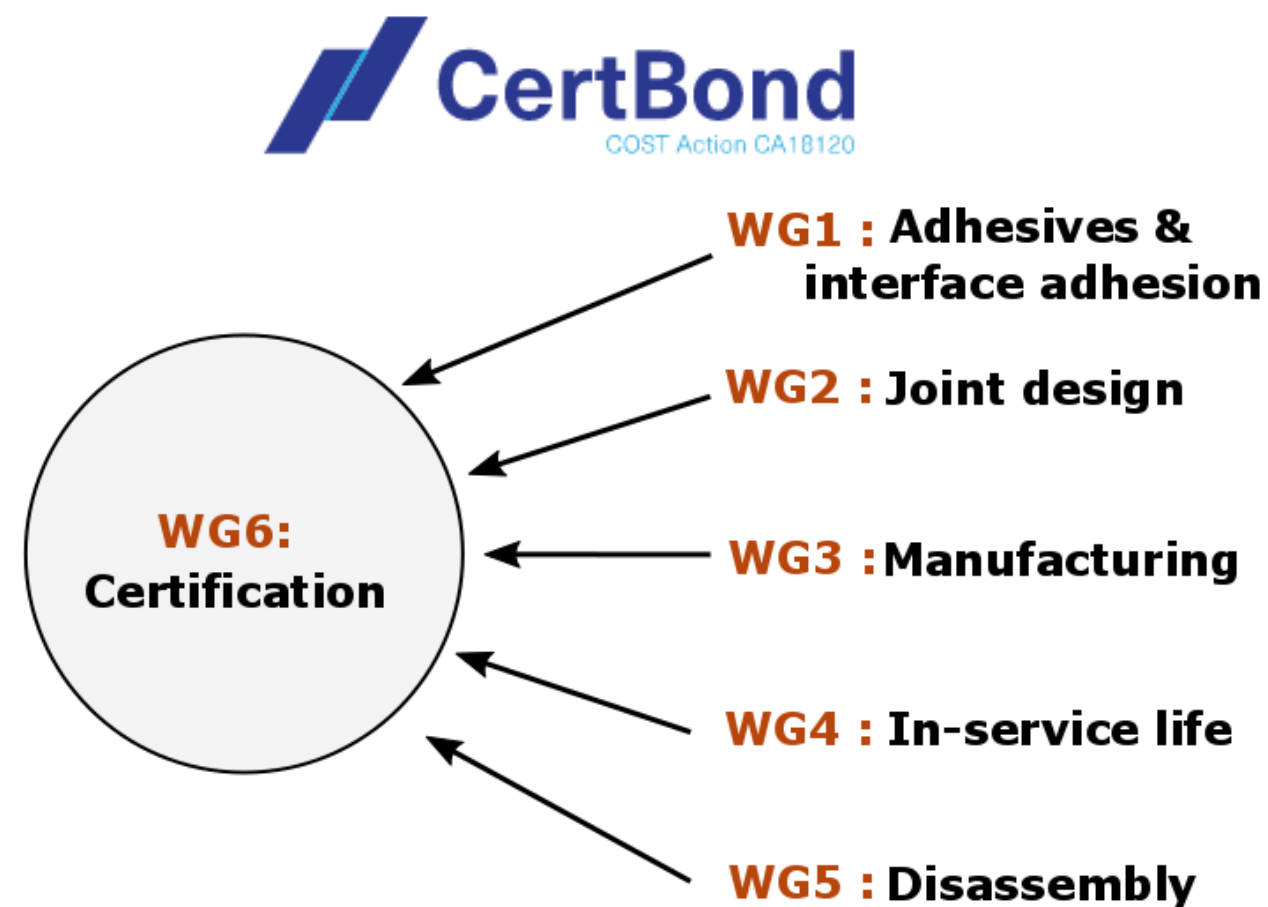 CertBond
COST Action CA18120
WG1 : Adhesives &
interface adhesion
WG2 : Joint design
WG6:
Certification
WG3 : Manufacturing
WG4 : In-service life
WG5 : Disassembly